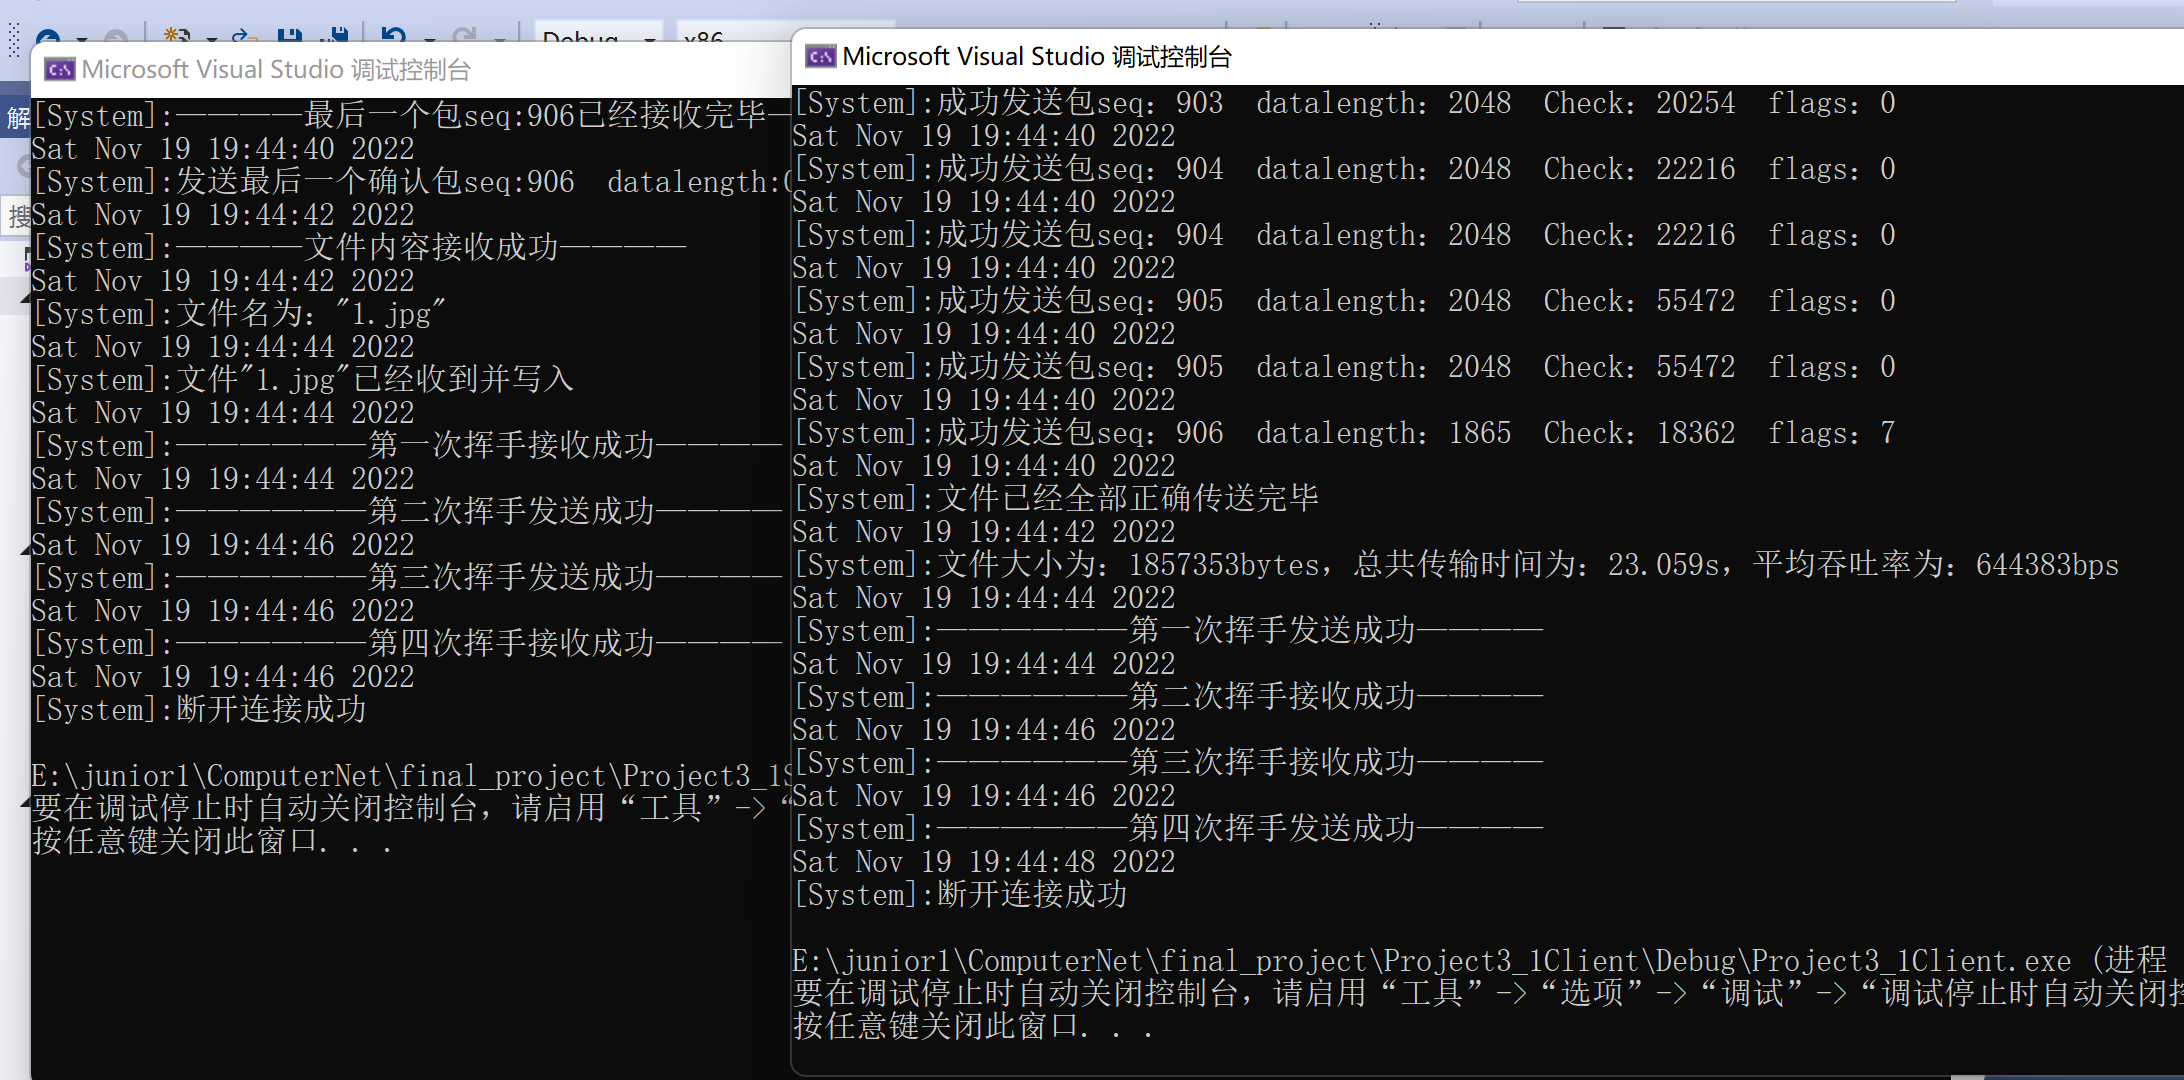 Debug
x86
解
搜
Microsoft Visual Studio 调试控制台
[System]:————最后一个包seq:906已经接收完毕—
Sat Nov 19 19:44:40 2022
[System]:发送最后一个确认包seq:906  datalength:0
Sat Nov 19 19:44:42 2022
[System]:————文件内容接收成功————
Sat Nov 19 19:44:42 2022
[System]:文件名为："1.jpg"
Sat Nov 19 19:44:44 2022
[System]:文件"1.jpg"已经收到并写入
Sat Nov 19 19:44:44 2022
[System]:——————第一次挥手接收成功————
Sat Nov 19 19:44:44 2022
[System]:——————第二次挥手发送成功————
Sat Nov 19 19:44:46 2022
[System]:——————第三次挥手发送成功————
Sat Nov 19 19:44:46 2022
[System]:——————第四次挥手接收成功————
Sat Nov 19 19:44:46 2022
[System]:断开连接成功
E:\junior1\ComputerNet\final_project\Project3_1S
要在调试停止时自动关闭控制台，请启用“工具”->“
按任意键关闭此窗口. . .
Microsoft Visual Studio 调试控制台
[System]:成功发送包seq：903  datalength：2048  Check：20254  flags：0
Sat Nov 19 19:44:40 2022
[System]:成功发送包seq：904  datalength：2048  Check：22216  flags：0
Sat Nov 19 19:44:40 2022
[System]:成功发送包seq：904  datalength：2048  Check：22216  flags：0
Sat Nov 19 19:44:40 2022
[System]:成功发送包seq：905  datalength：2048  Check：55472  flags：0
Sat Nov 19 19:44:40 2022
[System]:成功发送包seq：905  datalength：2048  Check：55472  flags：0
Sat Nov 19 19:44:40 2022
[System]:成功发送包seq：906  datalength：1865  Check：18362  flags：7
Sat Nov 19 19:44:40 2022
[System]:文件已经全部正确传送完毕
Sat Nov 19 19:44:42 2022
[System]:文件大小为：1857353bytes，总共传输时间为：23.059s，平均吞吐率为：644383bps
Sat Nov 19 19:44:44 2022
[System]:——————第一次挥手发送成功————
Sat Nov 19 19:44:44 2022
[System]:——————第二次挥手接收成功————
Sat Nov 19 19:44:46 2022
[System]:——————第三次挥手接收成功————
Sat Nov 19 19:44:46 2022
[System]:——————第四次挥手发送成功————
Sat Nov 19 19:44:48 2022
[System]:断开连接成功
E:\junior1\ComputerNet\final_project\Project3_1Client\Debug\Project3_1Client.exe (进程
要在调试停止时自动关闭控制台，请启用“工具”->“选项”->“调试”->“调试停止时自动关闭控
按任意键关闭此窗口. . .